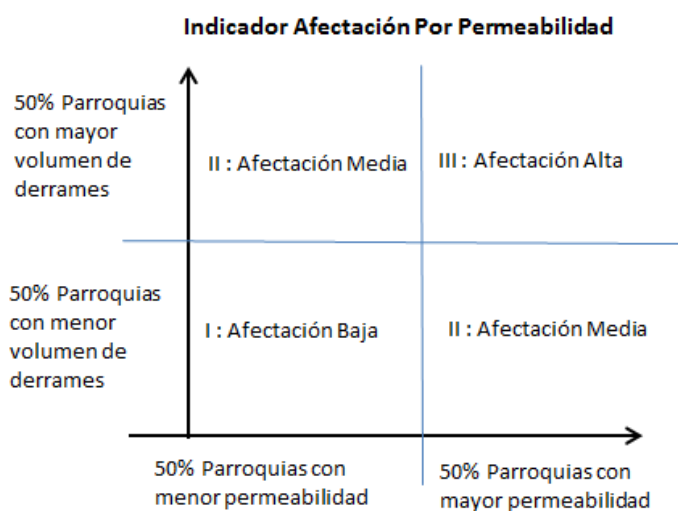 Indicador Afectación Por Permeabilidad
50% Parroquias
con mayor
volumen de
derrames
II : Afectación Media
III : Afectación Alta
50% Parroquias
con menor
volumen de
derrames
I : Afectación Baja
II : Afectación Media
50% Parroquias con
menor permeabilidad
50% Parroquias con
mayor permeabilidad